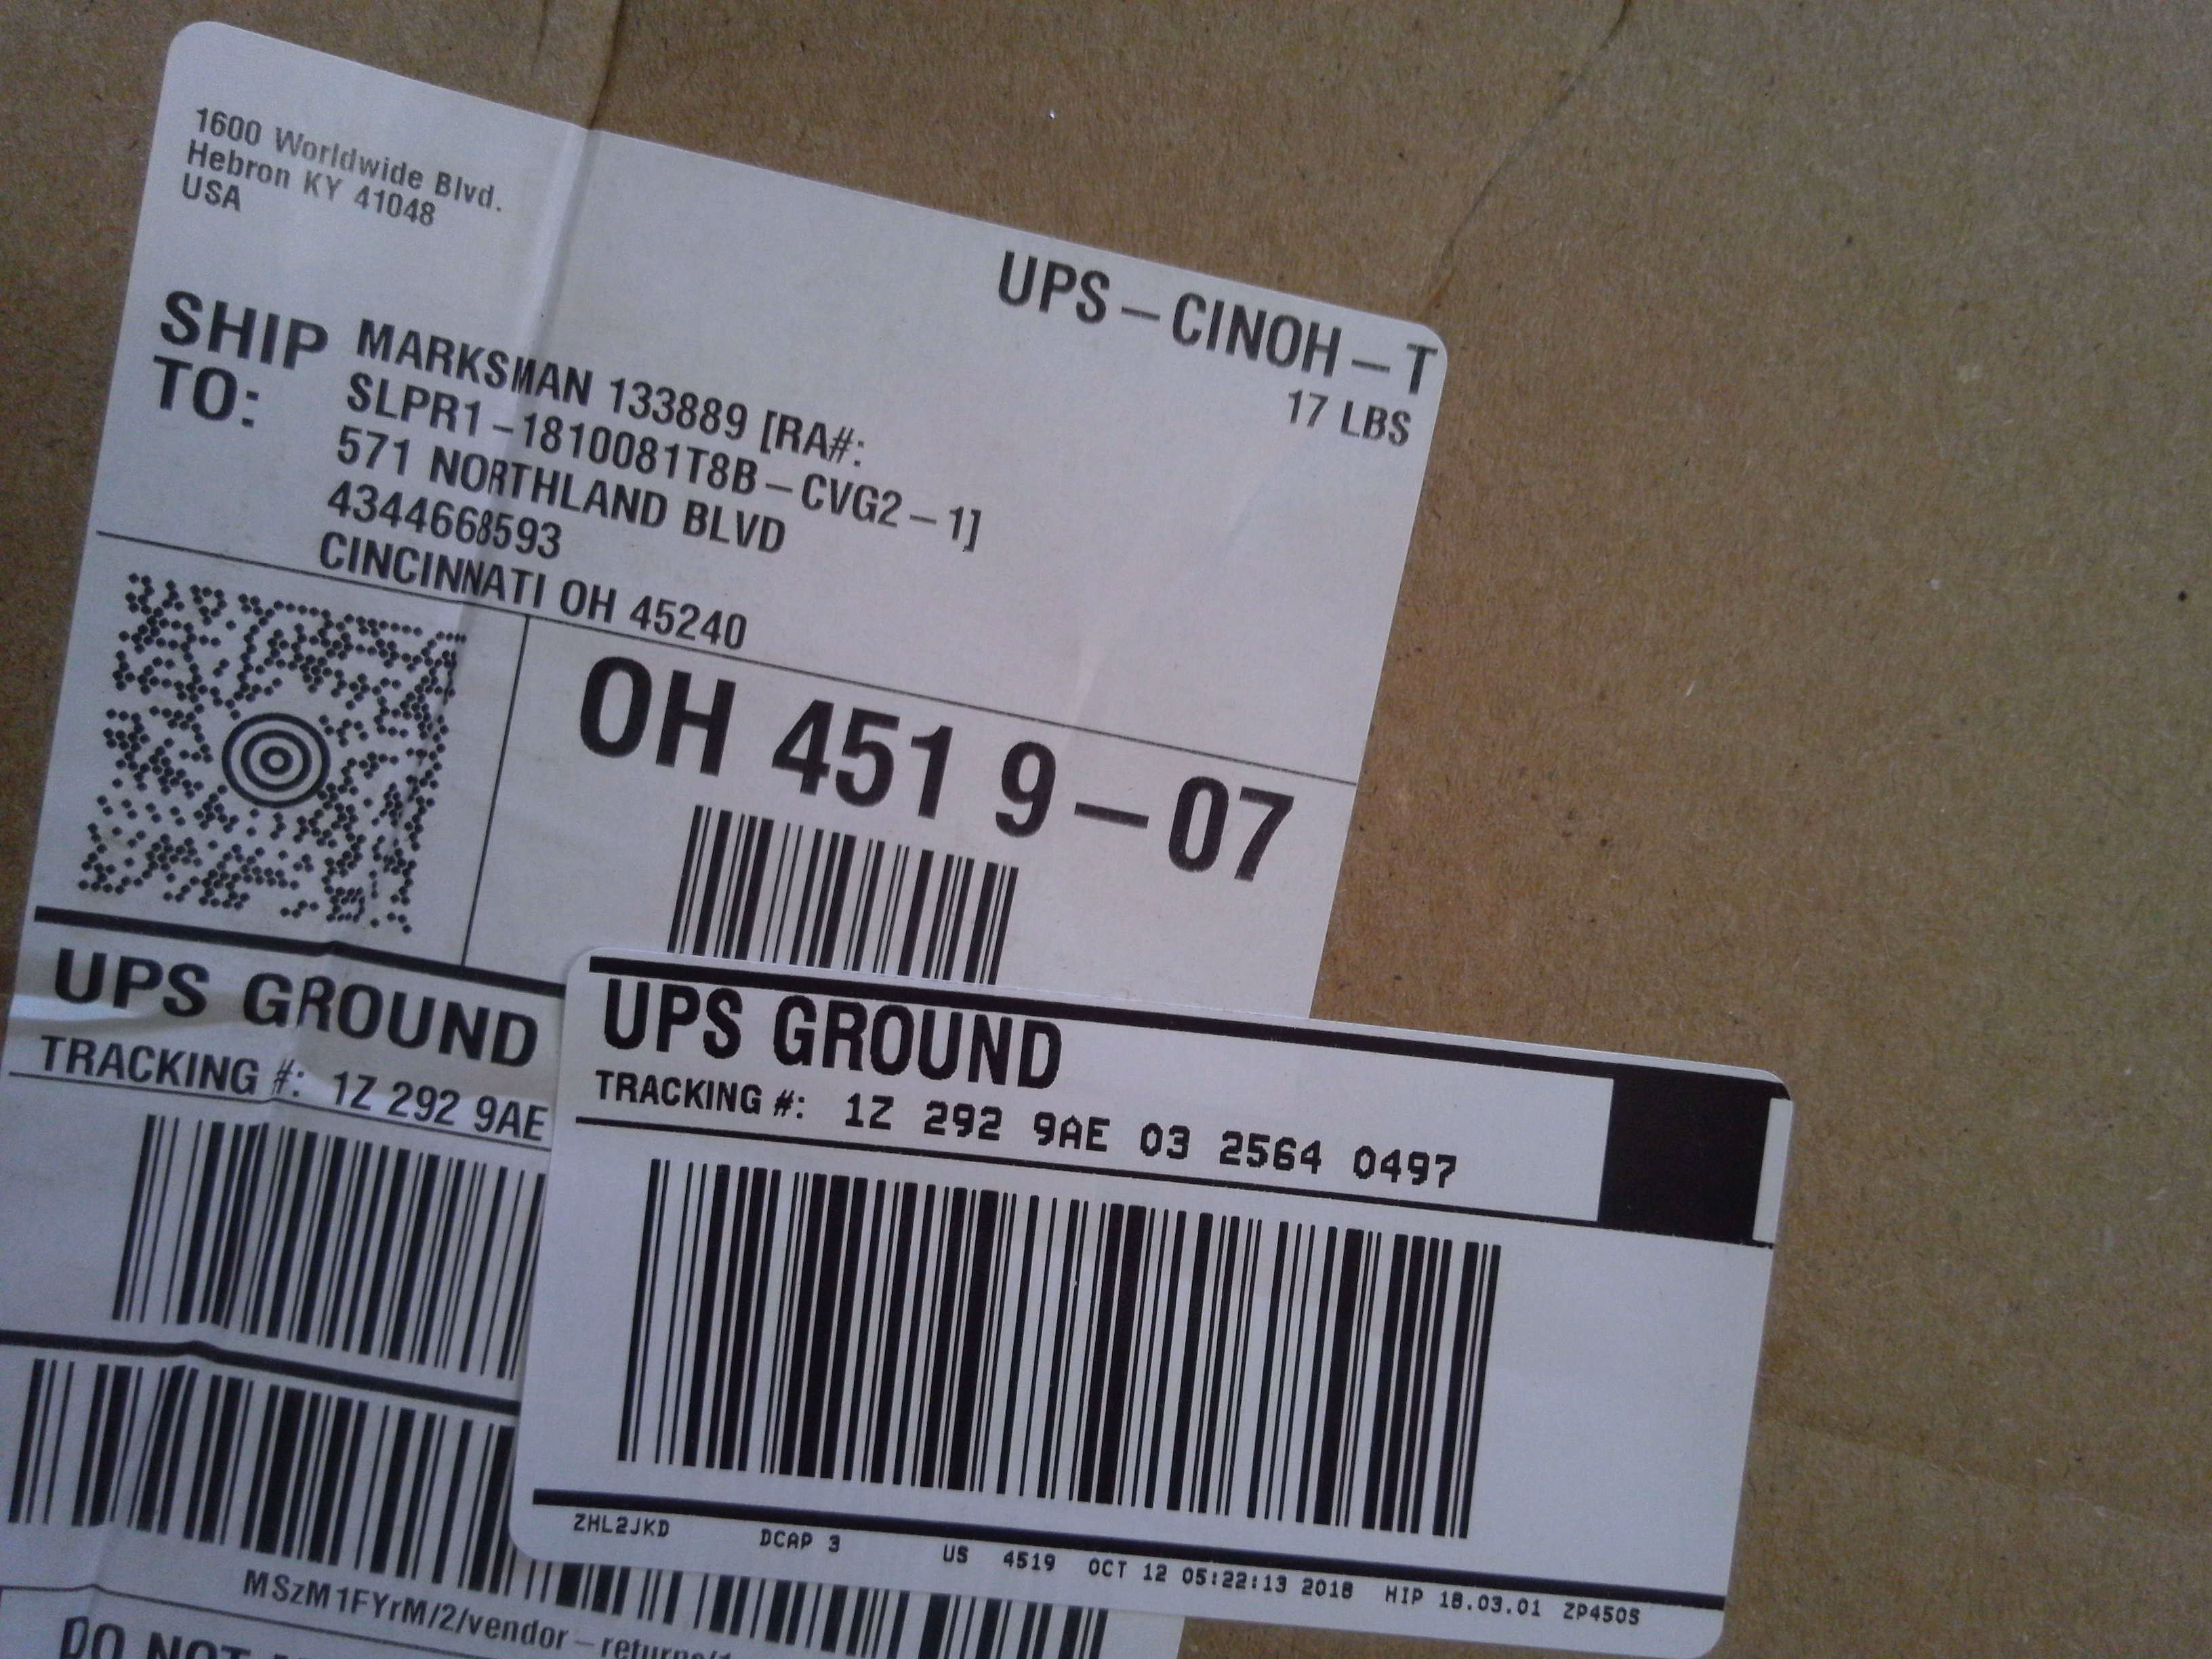 1600 Worldwide Blvd.
Hebron KY 41048
USA
UPS-CINOH-T
17 LBS
SHIP TO:
MARKSMAN 133889 [RA#:
SLPR1-1810081T8B-CVG2-1]
571 NORTHLAND BLVD
4344668593
CINCINNATI OH 45240
OH 451 9-07
UPS GROUND
TRACKING #: 1Z 292 9AE
UPS GROUND
TRACKING #: 1Z 292 9AE 03 2564 0497
ZHL2JKD DCAP 3 US 4519 OCT 12 05:22:13 2018 HIP 18.03.01 ZP450S
MSzM1FYrM/2/vendor-returns/1
DO NOT